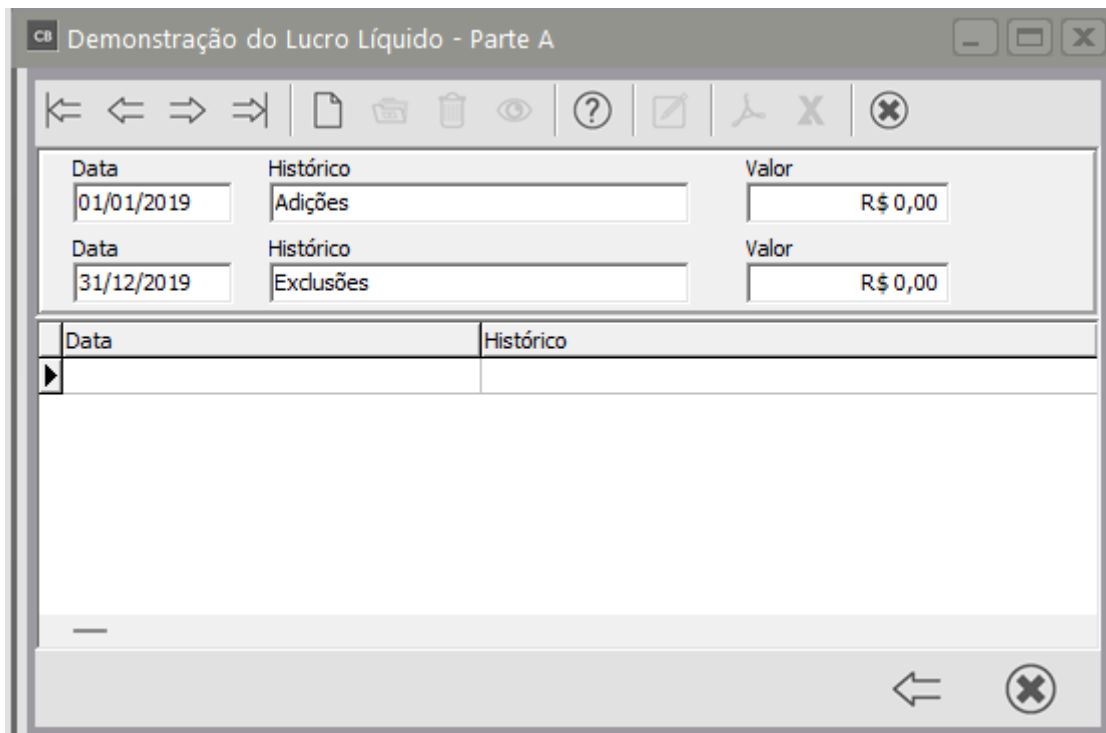 CB Demonstração do Lucro Líquido - Parte A
Data Histórico Valor
01/01/2019 Adições R$ 0,00
Data Histórico Valor
31/12/2019 Exclusões R$ 0,00
Data Histórico